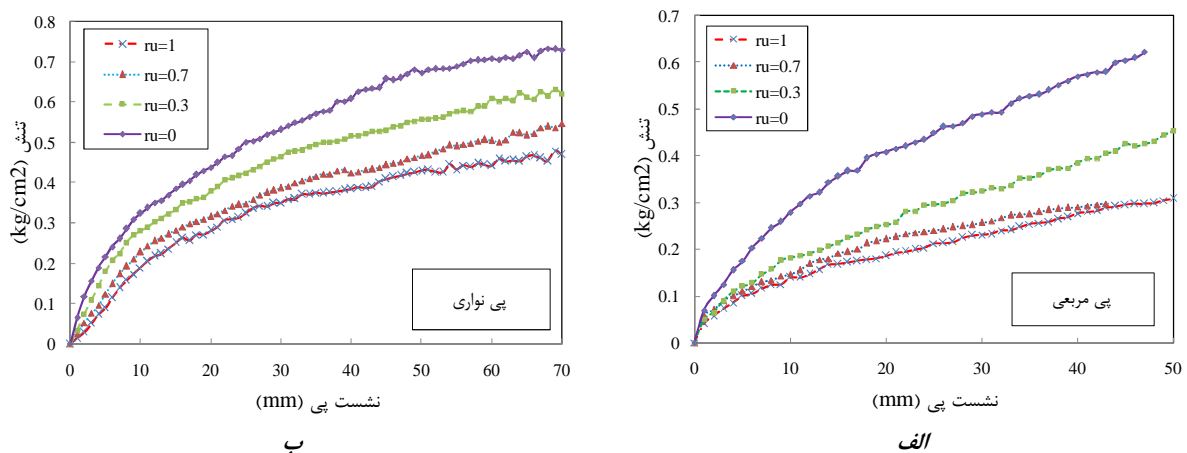 0.8
0.7
0.6
0.5
0.4
0.3
0.2
0.1
0
تنش (kg/cm2)
ru=1
ru=0.7
ru=0.3
ru=0
پی نواری
0 10 20 30 40 50 60 70
نشست پی (mm)
ب
0.7
0.6
0.5
0.4
0.3
0.2
0.1
0
تنش (kg/cm2)
ru=1
ru=0.7
ru=0.3
ru=0
پی مربعی
0 10 20 30 40 50
نشست پی (mm)
الف